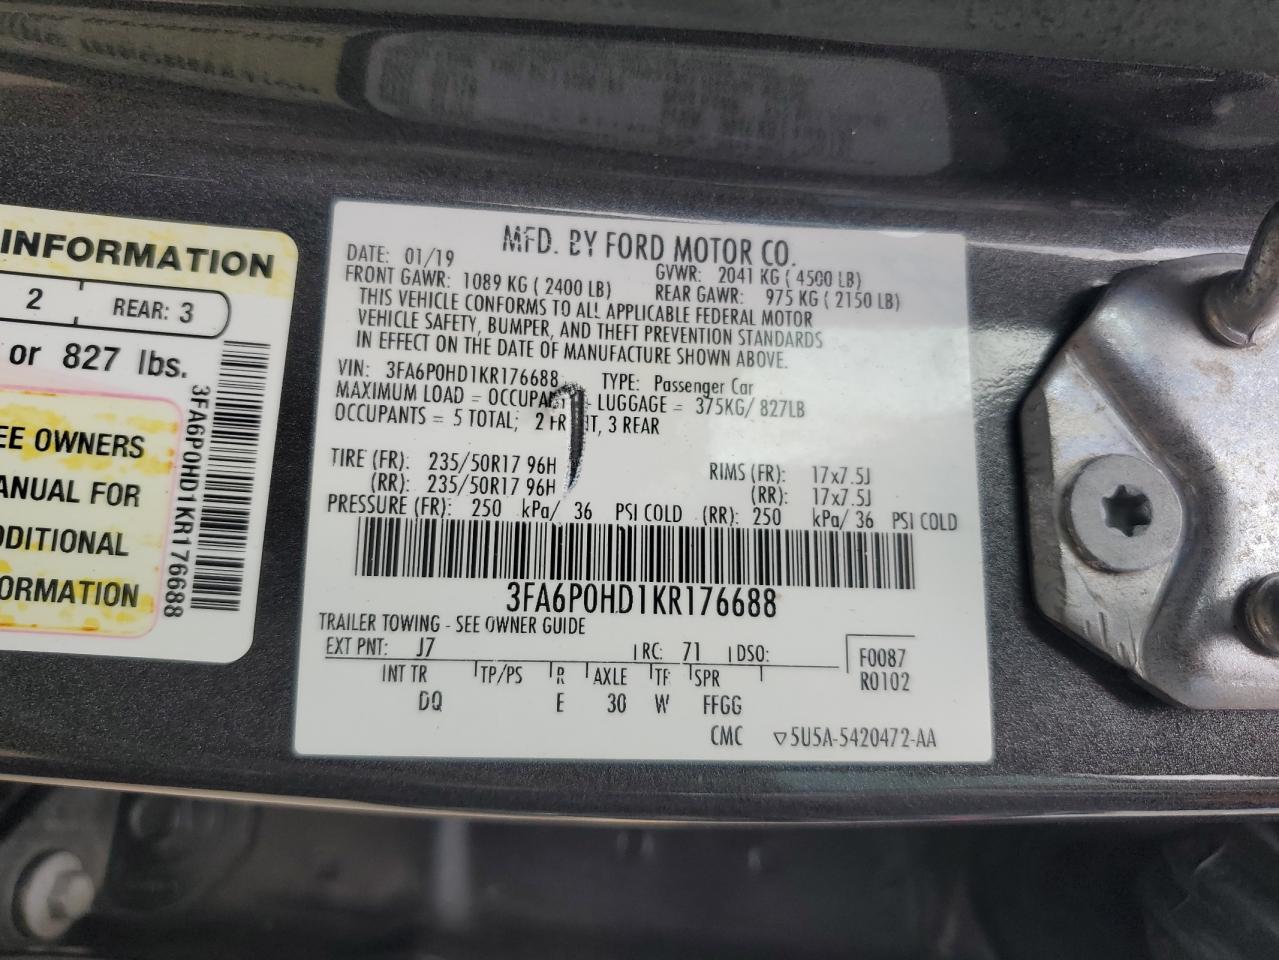 INFORMATION
2 REAR: 3
or 827 lbs.
EE OWNERS
ANUAL FOR
DDITIONAL
ORMATION
3FA6P0HD1KR176688
MFD. BY FORD MOTOR CO.
DATE: 01/19 GVWR: 2041 KG ( 4500 LB)
FRONT GAWR: 1089 KG ( 2400 LB) REAR GAWR: 975 KG ( 2150 LB)
THIS VEHICLE CONFORMS TO ALL APPLICABLE FEDERAL MOTOR
VEHICLE SAFETY, BUMPER, AND THEFT PREVENTION STANDARDS
IN EFFECT ON THE DATE OF MANUFACTURE SHOWN ABOVE.
VIN: 3FA6P0HD1KR176688 TYPE: Passenger Car
MAXIMUM LOAD = OCCUPANTS + LUGGAGE = 375KG/ 827LB
OCCUPANTS = 5 TOTAL; 2 FRONT, 3 REAR
TIRE (FR): 235/50R17 96H RIMS (FR): 17x7.5J
(RR): 235/50R17 96H (RR): 17x7.5J
PRESSURE (FR): 250 kPa/ 36 PSI COLD (RR): 250 kPa/ 36 PSI COLD
3FA6P0HD1KR176688
TRAILER TOWING - SEE OWNER GUIDE
EXT PNT: J7 RC: 71 DSO: F0087
R0102
INT TR TP/PS R AXLE TR SPR
DQ E 30 W FFGG
CMC ▽5U5A-5420472-AA